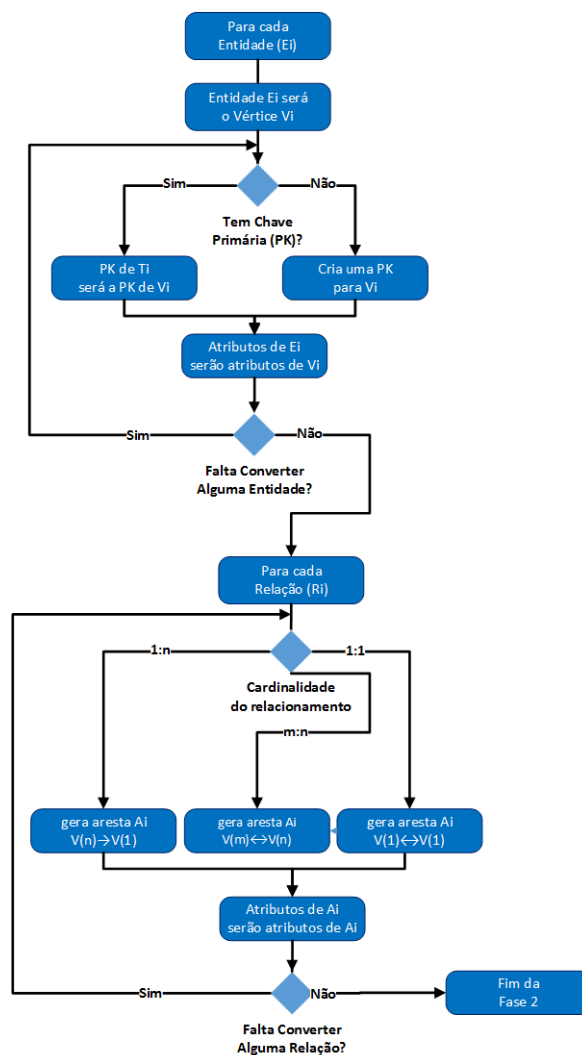 Para cada
Entidade (Ei)
Entidade Ei será
o Vértice Vi
Sim
Não
Tem Chave
Primária (PK)?
PK de Ti
será a PK de Vi
Cria uma PK
para Vi
Atributos de Ei
serão atributos de Vi
Sim
Não
Falta Converter
Alguma Entidade?
Para cada
Relação (Ri)
1:n
1:1
Cardinalidade
do relacionamento
m:n
gera aresta Ai
V(n)→V(1)
gera aresta Ai
V(m)↔V(n)
gera aresta Ai
V(1)↔V(1)
Atributos de Ai
serão atributos de Ai
Sim
Não
Fim da
Fase 2
Falta Converter
Alguma Relação?